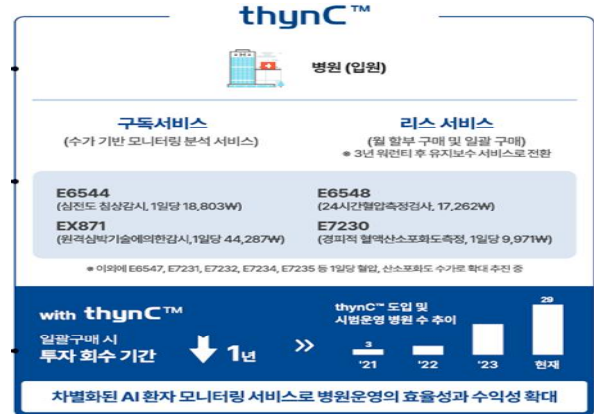 thynC™
병원 (입원)
구독서비스
(수가 기반 모니터링 분석 서비스)
리스 서비스
(월 할부 구매 및 일괄 구매)
* 3년 워런티 후 유지보수 서비스로 전환
E6544
(심전도 침상감시, 1일당 18,803₩)
EX871
(원격심박기술에의한감시,1일당 44,287₩)
E6548
(24시간혈압측정검사, 17,262₩)
E7230
(경피적 혈액산소포화도측정, 1일당 9,971₩)
* 이외에 E6547, E7231, E7232, E7234, E7235 등 1일당 혈압, 산소포화도 수가로 확대 추진 중
with thynC™
일괄구매 시
투자 회수 기간
1년
thynC™ 도입 및
시범운영 병원 수 추이
3
29
'21
'22
'23
현재
차별화된 AI 환자 모니터링 서비스로 병원운영의 효율성과 수익성 확대